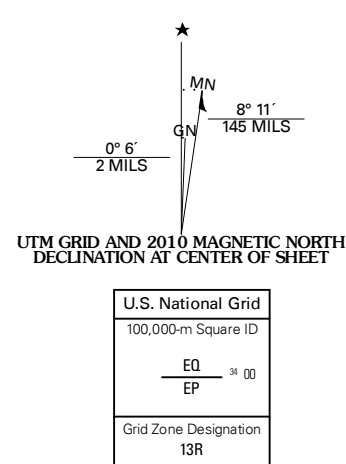 ★
MN
GN
8° 11´
145 MILS
0° 6´
2 MILS
UTM GRID AND 2010 MAGNETIC NORTH
DECLINATION AT CENTER OF SHEET
U.S. National Grid
100,000-m Square ID
EQ
EP
34 00
Grid Zone Designation
13R